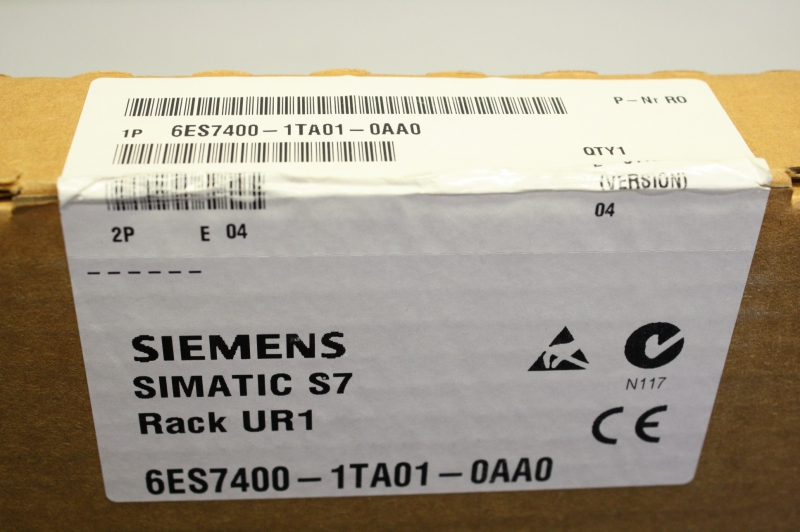 P-Nr RO
1P 6ES7400-1TA01-0AA0
QTY1
(VERSION)
2P E 04
04
------
SIEMENS
SIMATIC S7
Rack UR1
N117
CE
6ES7400-1TA01-0AA0